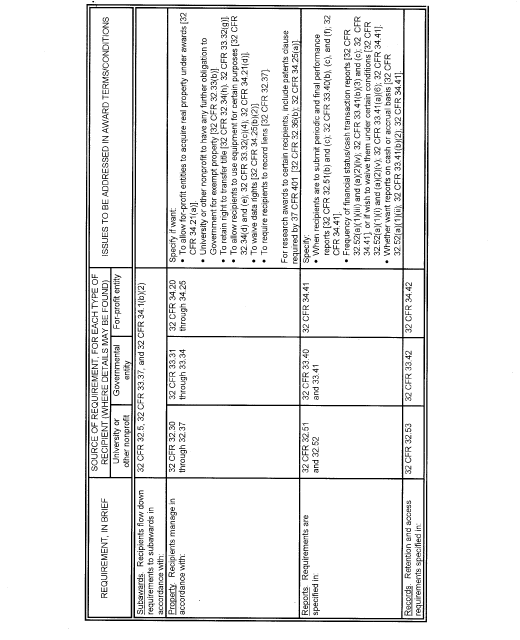 REQUIREMENT, IN BRIEF
SOURCE OF REQUIREMENT, FOR EACH TYPE OF
RECIPIENT (WHERE DETAILS MAY BE FOUND)
University or
other nonprofit
Governmental
entity
For-profit entity
ISSUES TO BE ADDRESSED IN AWARD TERMS/CONDITIONS
Subawards. Recipients flow down
requirements to subawards in
accordance with:
32 CFR 32.5, 32 CFR 33.37, and 32 CFR 34.1(b)(2)
Property. Recipients manage in
accordance with:
32 CFR 32.30
through 32.37
32 CFR 33.31
through 33.34
32 CFR 34.20
through 34.25
Specify if want:
• To allow for-profit entities to acquire real property under awards [32
CFR 34.21(a)].
• University or other nonprofit to have any further obligation to
Government for exempt property [32 CFR 32.33(b)].
• To retain right to transfer title [32 CFR 32.34(h), 32 CFR 33.32(g)].
• To allow recipients to use equipment for certain purposes [32 CFR
32.34(d) and (e); 32 CFR 33.32(c)(4), 32 CFR 34.21(d)].
• To waive data rights [32 CFR 34.25(b)(2)].
• To require recipients to record liens [32 CFR 32.37].
For research awards to certain recipients, include patents clause
required by 37 CFR 401 [32 CFR 32.36(b); 32 CFR 34.25(a)].
Reports Requirements are
specified in:
32 CFR 32.51
and 32.52
32 CFR 33.40
and 33.41
32 CFR 34.41
Specify:
• When recipients are to submit periodic and final performance
reports [32 CFR 32.51(b) and (c); 32 CFR 33.40(b), (c), and (f); 32
CFR 34.41].
• Frequency of financial status/cash transaction reports [32 CFR
32.52(a)(1)(iii) and (a)(2)(iv); 32 CFR 33.41(b)(3) and (c); 32 CFR
34.41], or if wish to waive them under certain conditions [32 CFR
32.52(a)(1)(i) and (a)(2)(v); 32 CFR 33.41(a)(6); 32 CFR 34.41].
• Whether want reports on cash or accrual basis [32 CFR
32.52(a)(1)(ii); 32 CFR 33.41(b)(2); 32 CFR 34.41].
Records. Retention and access
requirements specified in:
32 CFR 32.53
32 CFR 33.42
32 CFR 34.42